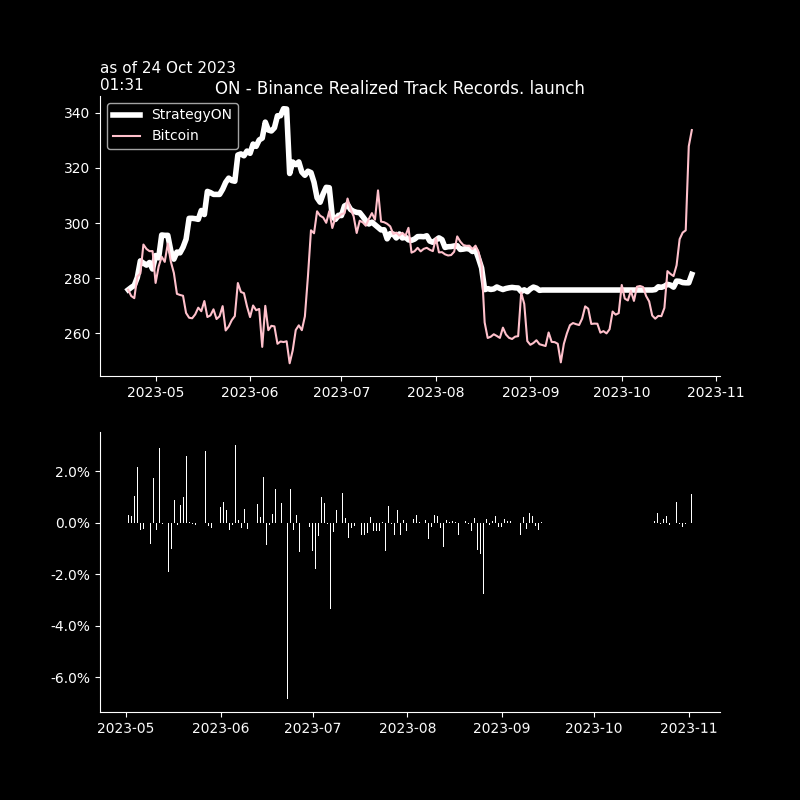 as of 24 Oct 2023
01:31
ON - Binance Realized Track Records. launch
StrategyON
Bitcoin
340
320
300
280
260
2023-05 2023-06 2023-07 2023-08 2023-09 2023-10 2023-11
2.0%
0.0%
-2.0%
-4.0%
-6.0%
2023-05 2023-06 2023-07 2023-08 2023-09 2023-10 2023-11